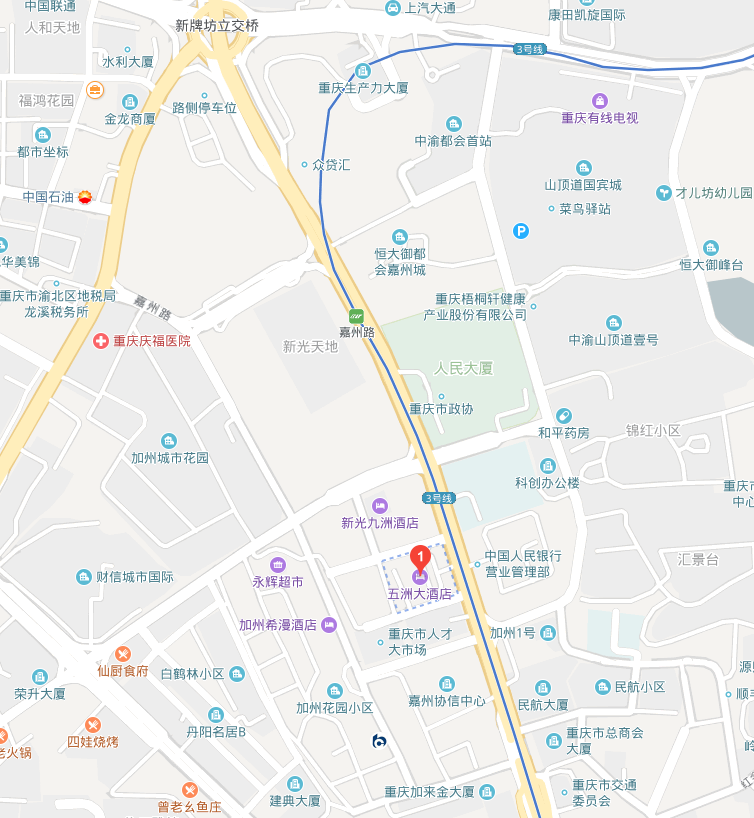 中国联通
人和天地
新牌坊立交桥
上汽大通
康田凯旋国际
3号线
水利大厦
重庆生产力大厦
福鸿花园
金龙商厦
路侧停车位
重庆有线电视
中渝都会首站
都市坐标
众贷汇
山顶道国宾城
中国石油
才儿坊幼儿园
菜鸟驿站
P
恒大御都
会嘉州城
华美锦
恒大御峰台
重庆市渝北区地税局
龙溪税务所
嘉州路
重庆梧桐轩健康
产业股份有限公司
嘉州路
重庆庆福医院
新光天地
中渝山顶道壹号
人民大厦
重庆市政协
和平药房
锦红小区
加州城市花园
科创办公楼
重庆市
中心
3号线
新光九洲酒店
1
中国人民银行
营业管理部
汇景台
财信城市国际
永辉超市
五洲大酒店
加州希漫酒店
重庆市人才
大市场
加州1号
仙厨食府
白鹤林小区
荣升大厦
加州花园小区
嘉州协信中心
民航大厦
民航小区
顺丰
丹阳名居B
四娃烧烤
老火锅
重庆市总商会
大厦
曾老幺鱼庄
建典大厦
重庆加来金大厦
重庆市交通
委员会